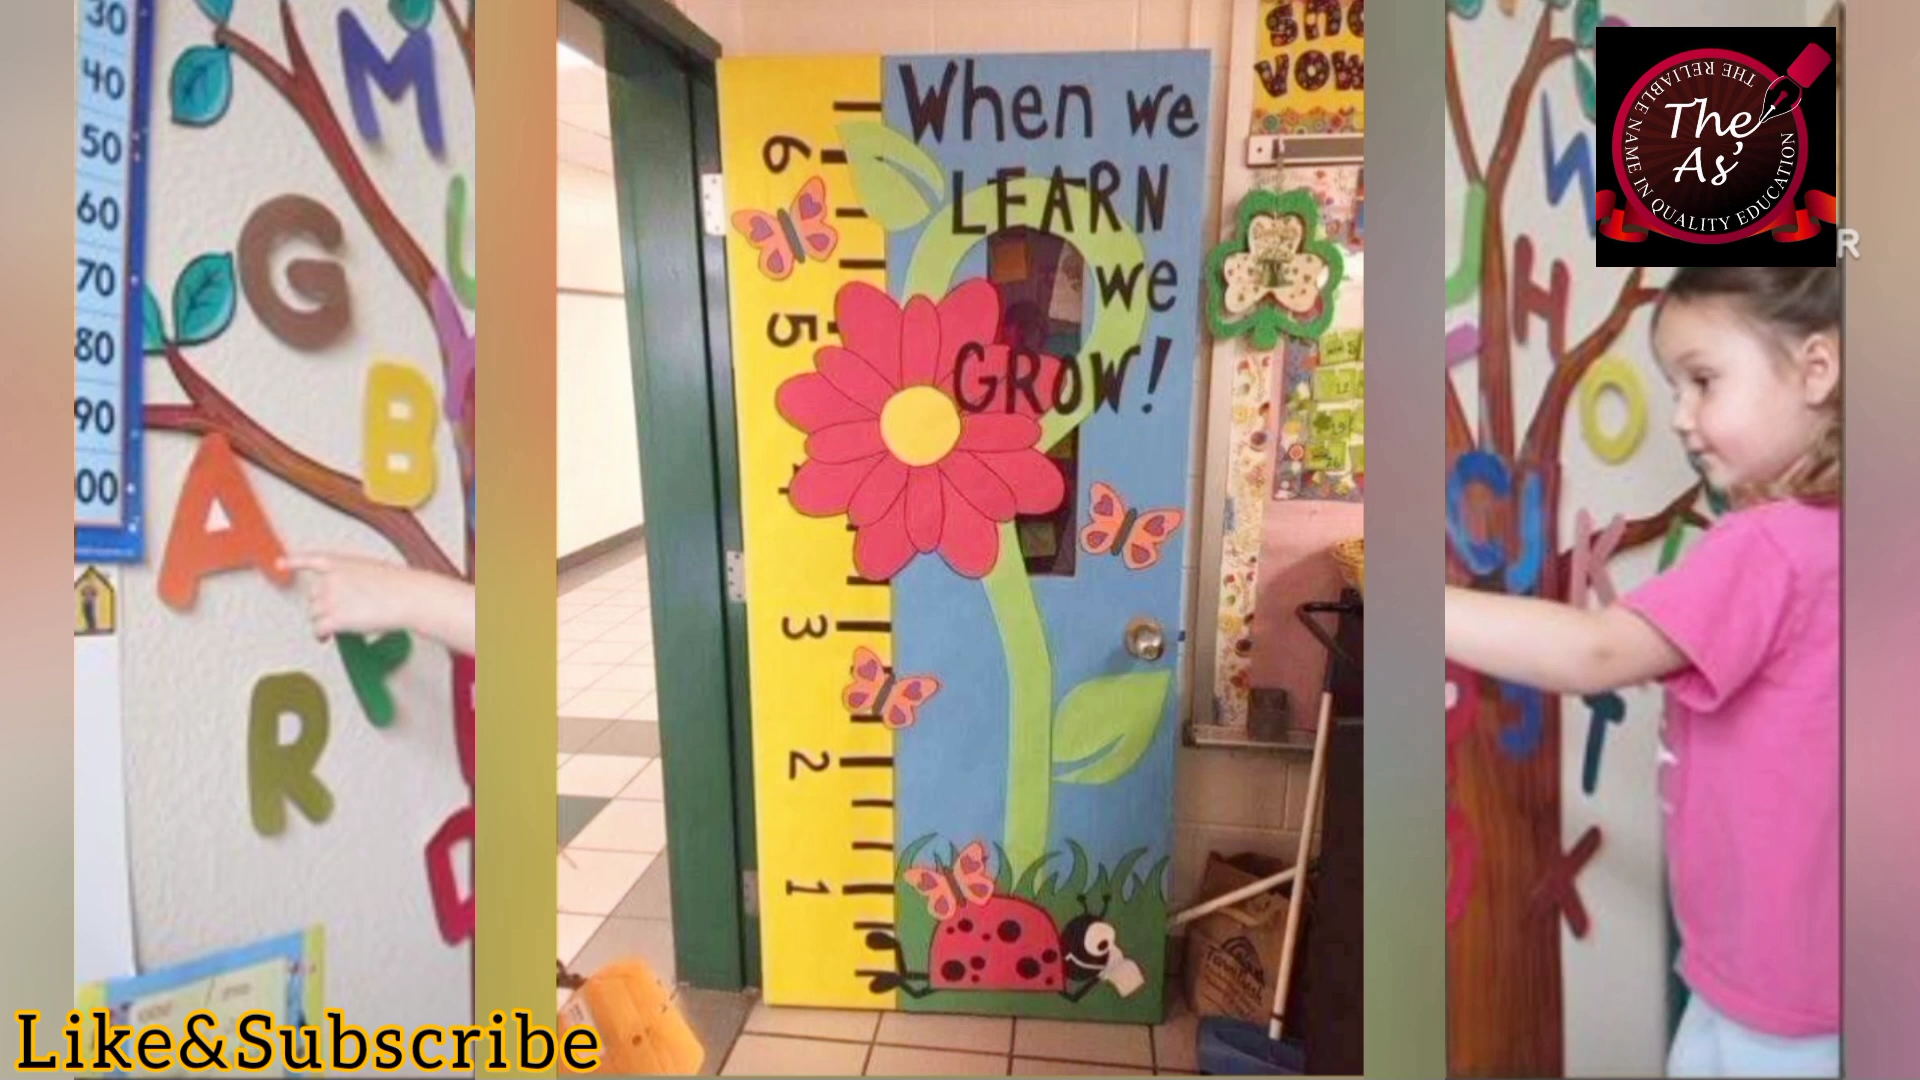 30
40
50
60
70
80
90
00
M
G
B
A
R
When we
LEARN
we
GROW!
6
5
3
2
1
W
H
O
C
J
K
T
X
THE RELIABLE NAME IN QUALITY EDUCATION
The
As'
R
Like&Subscribe